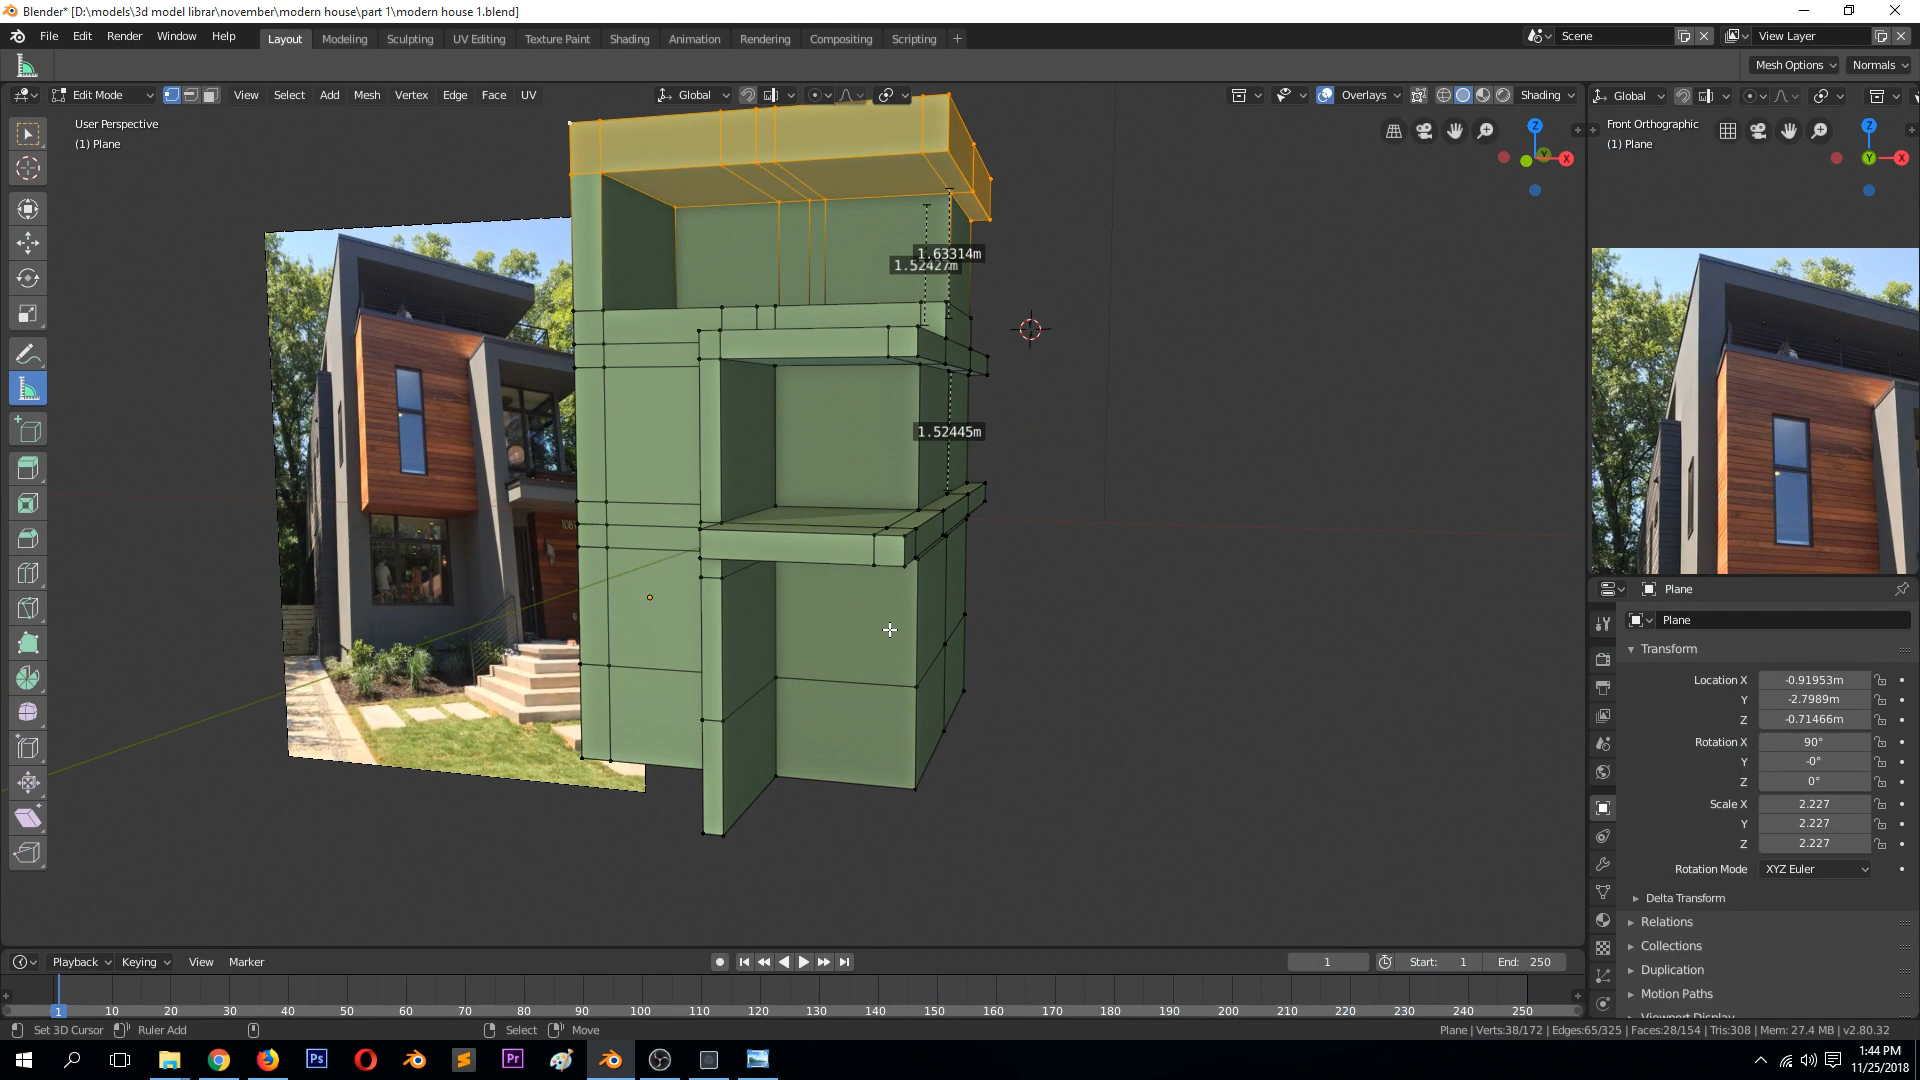 Blender* [D:\models\3d model librar\november\modern house\part 1\modern house 1.blend]
File Edit Render Window Help Layout Modeling Sculpting UV Editing Texture Paint Shading Animation Rendering Compositing Scripting + Scene View Layer
Mesh Options Normals
Edit Mode View Select Add Mesh Vertex Edge Face UV Global Overlays Shading Global
User Perspective
(1) Plane
Z
X
Y
Front Orthographic
(1) Plane
Z
Y
X
1.63314m
1.52427m
1.52445m
1081
Plane
Plane
Transform
Location X -0.91953m
Y -2.7989m
Z -0.71466m
Rotation X 90°
Y -0°
Z 0°
Scale X 2.227
Y 2.227
Z 2.227
Rotation Mode XYZ Euler
Delta Transform
Relations
Collections
Duplication
Motion Paths
Viewport Display
Playback Keying View Marker 1 Start: 1 End: 250
1 10 20 30 40 50 60 70 80 90 100 110 120 130 140 150 160 170 180 190 200 210 220 230 240 250
Set 3D Cursor Ruler Add Select Move Plane | Verts:38/172 | Edges:65/325 | Faces:28/154 | Tris:308 | Mem: 27.4 MB | v2.80.32
Ps Pr
1:44 PM
11/25/2018